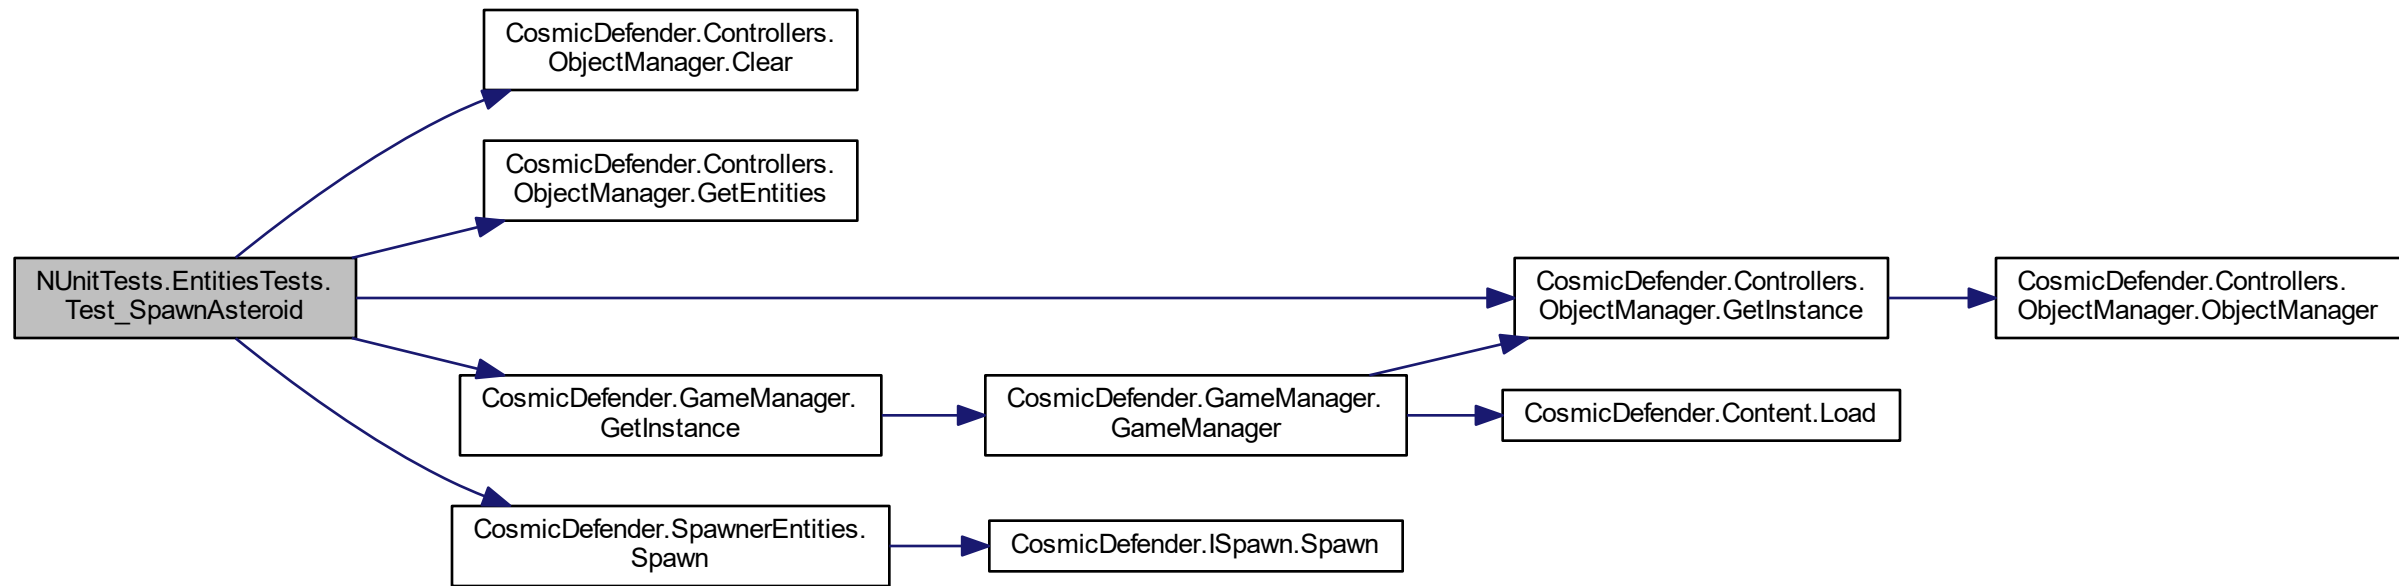 CosmicDefender.Controllers.
ObjectManager.Clear
CosmicDefender.Controllers.
ObjectManager.GetEntities
NUnitTests.EntitiesTests.
Test_SpawnAsteroid
CosmicDefender.Controllers.
ObjectManager.GetInstance
CosmicDefender.Controllers.
ObjectManager.ObjectManager
CosmicDefender.GameManager.
GetInstance
CosmicDefender.GameManager.
GameManager
CosmicDefender.Content.Load
CosmicDefender.SpawnerEntities.
Spawn
CosmicDefender.ISpawn.Spawn